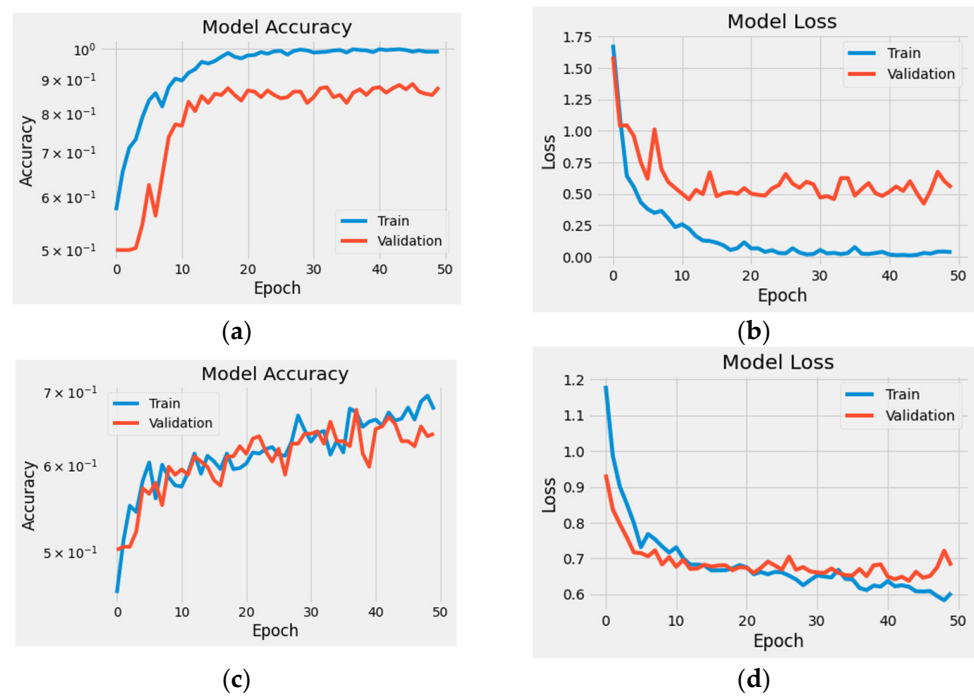 Model Accuracy
10⁰
9 × 10⁻¹
8 × 10⁻¹
7 × 10⁻¹
6 × 10⁻¹
5 × 10⁻¹
Accuracy
Train
Validation
0 10 20 30 40 50
Epoch
(a)
Model Loss
1.75
1.50
1.25
1.00
0.75
0.50
0.25
0.00
Loss
Train
Validation
0 10 20 30 40 50
Epoch
(b)
Model Accuracy
7 × 10⁻¹
6 × 10⁻¹
5 × 10⁻¹
Accuracy
Train
Validation
0 10 20 30 40 50
Epoch
(c)
Model Loss
1.2
1.1
1.0
0.9
0.8
0.7
0.6
Loss
Train
Validation
0 10 20 30 40 50
Epoch
(d)